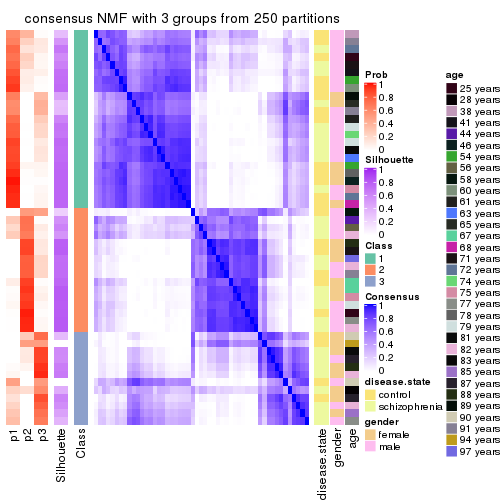 consensus NMF with 3 groups from 250 partitions
p1
p2
p3
Silhouette
Class
disease.state
gender
age
Prob
1
0.8
0.6
0.4
0.2
0
Silhouette
1
0.8
0.6
0.4
0.2
0
Class
1
2
3
Consensus
1
0.8
0.6
0.4
0.2
0
disease.state
control
schizophrenia
gender
female
male
age
25 years
28 years
38 years
41 years
44 years
46 years
54 years
56 years
58 years
60 years
61 years
63 years
65 years
67 years
68 years
71 years
72 years
74 years
75 years
77 years
78 years
79 years
81 years
82 years
83 years
85 years
87 years
88 years
89 years
90 years
91 years
94 years
97 years